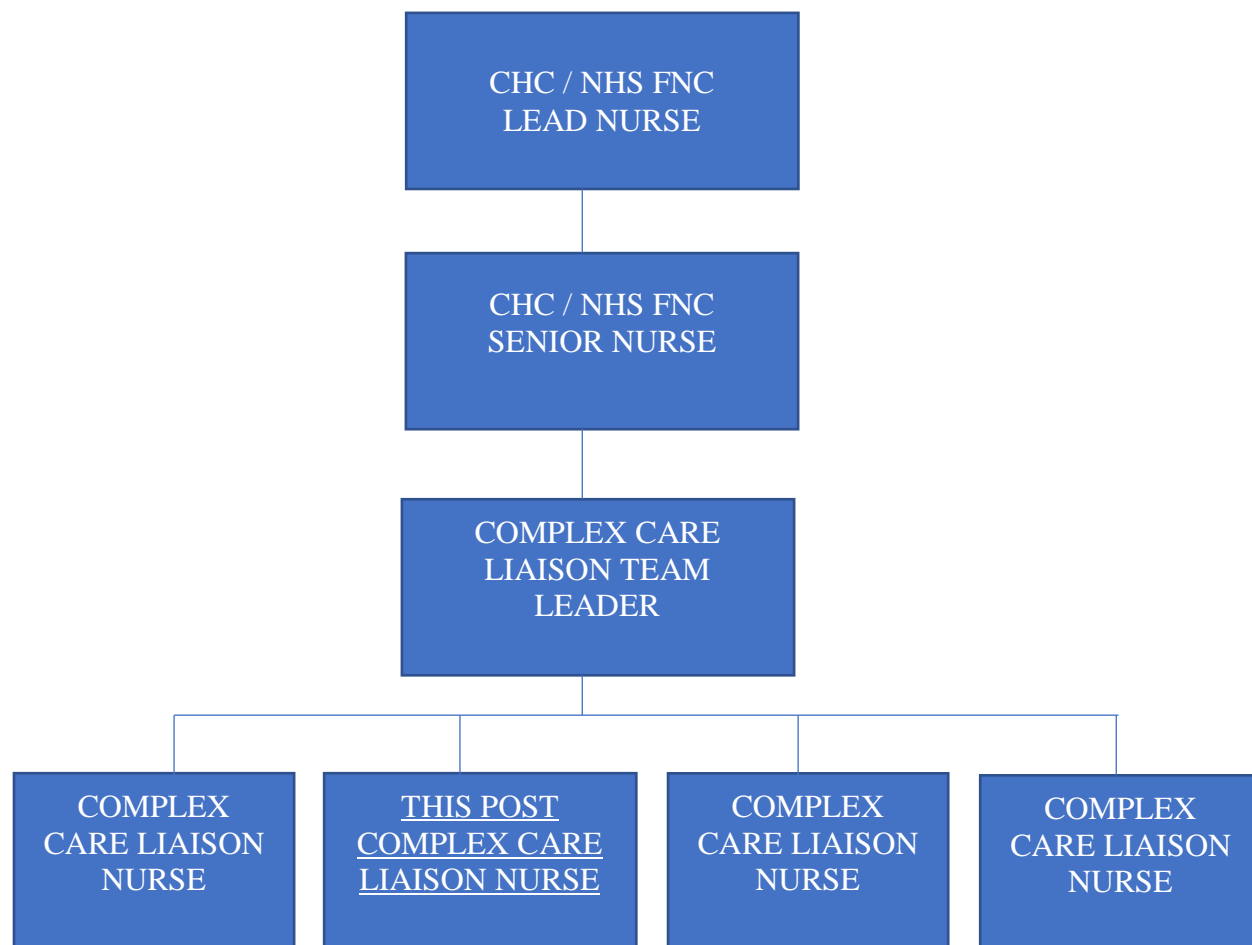 CHC / NHS FNC
LEAD NURSE
CHC / NHS FNC
SENIOR NURSE
COMPLEX CARE
LIAISON TEAM
LEADER
COMPLEX
CARE LIAISON
NURSE
THIS POST
COMPLEX CARE
LIAISON NURSE
COMPLEX
CARE LIAISON
NURSE
COMPLEX
CARE LIAISON
NURSE